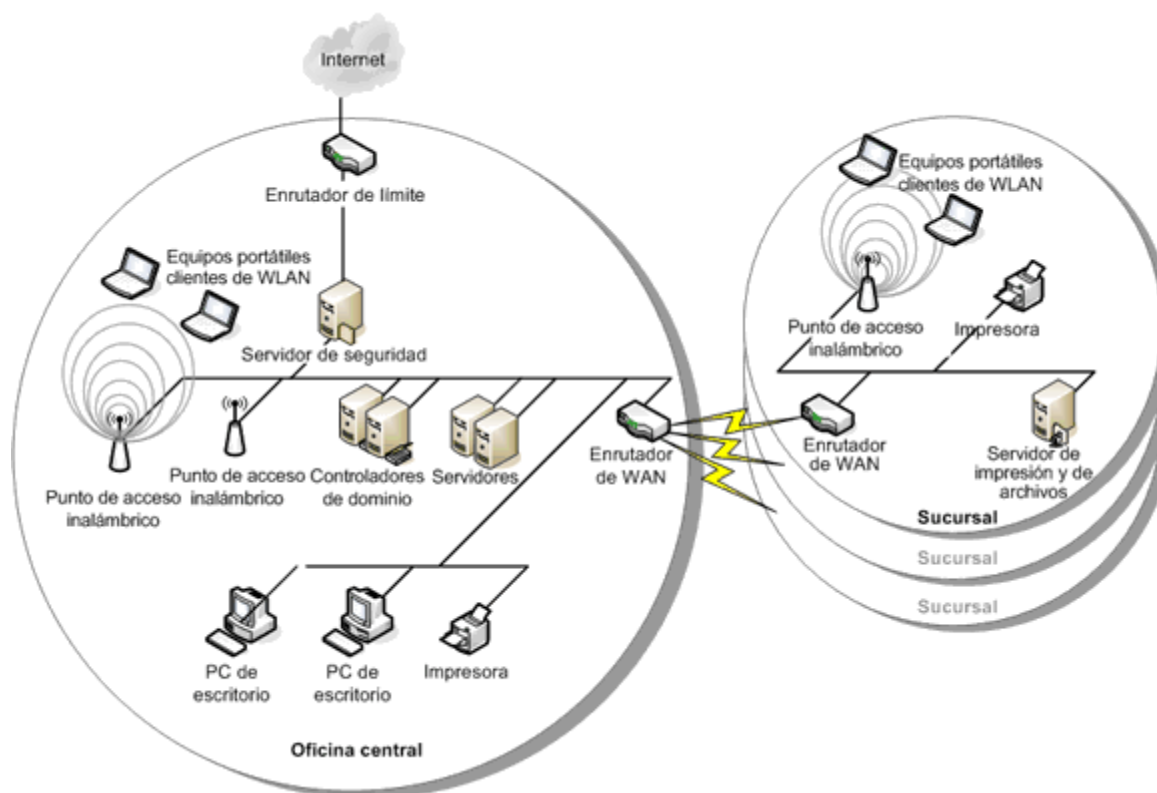 Internet
Enrutador de límite
Equipos portátiles
clientes de WLAN
Servidor de seguridad
Punto de acceso
inalámbrico
Punto de acceso
inalámbrico
Controladores
de dominio
Servidores
Enrutador
de WAN
PC de
escritorio
PC de
escritorio
Impresora
Oficina central
Equipos portátiles
clientes de WLAN
Punto de acceso
inalámbrico
Impresora
Enrutador
de WAN
Servidor de
impresión y de
archivos
Sucursal
Sucursal
Sucursal